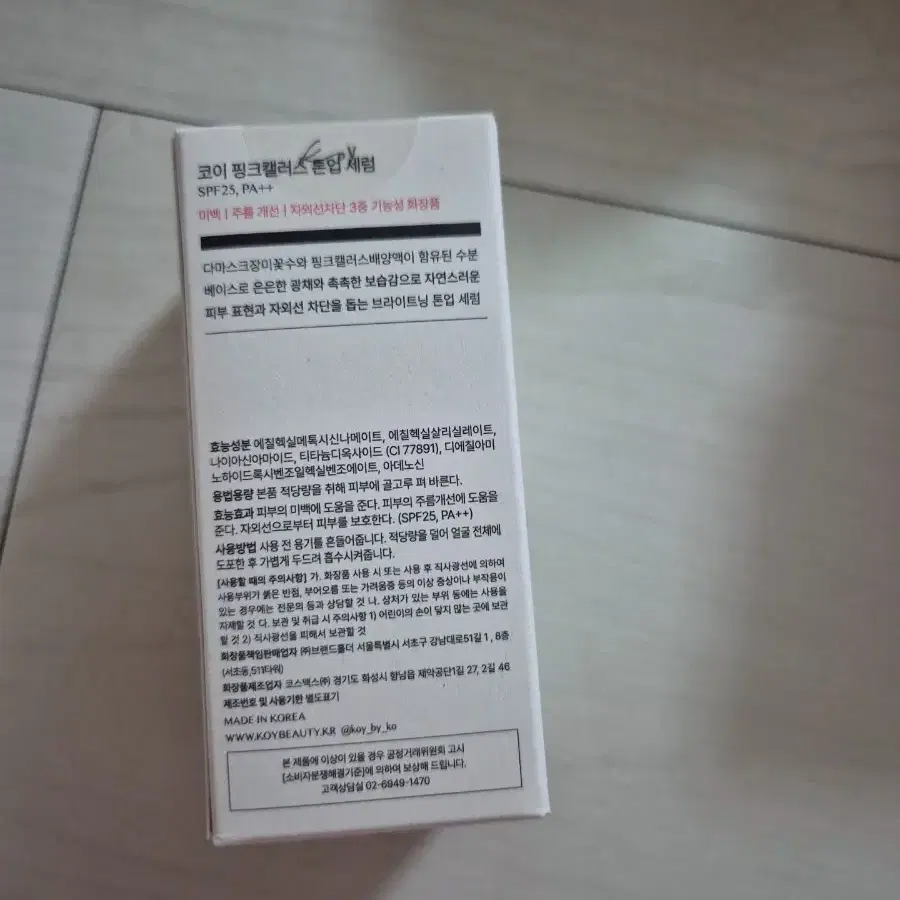 코이 핑크캘러스 톤업 세럼
SPF25, PA++
미백 | 주름 개선 | 자외선차단 3중 기능성 화장품
다마스크장미꽃수와 핑크캘러스배양액이 함유된 수분
베이스로 은은한 광채와 촉촉한 보습감으로 자연스러운
피부 표현과 자외선 차단을 돕는 브라이트닝 톤업 세럼
효능성분 에칠헥실메톡시신나메이트, 에칠헥실살리실레이트,
나이아신아마이드, 티타늄디옥사이드 (CI 77891), 디에칠아미
노하이드록시벤조일헥실벤조에이트, 아데노신
용법용량 본품 적당량을 취해 피부에 골고루 펴 바른다.
효능효과 피부의 미백에 도움을 준다. 피부의 주름개선에 도움을
준다. 자외선으로부터 피부를 보호한다. (SPF25, PA++)
사용방법 사용 전 용기를 흔들어줍니다. 적당량을 덜어 얼굴 전체에
도포한 후 가볍게 두드려 흡수시켜줍니다.
[사용할 때의 주의사항] 가. 화장품 사용 시 또는 사용 후 직사광선에 의하여
사용부위가 붉은 반점, 부어오름 또는 가려움증 등의 이상 증상이나 부작용이
있는 경우에는 전문의 등과 상담할 것 나. 상처가 있는 부위 등에는 사용을
자제할 것 다. 보관 및 취급 시 주의사항 1) 어린이의 손이 닿지 않는 곳에 보관
할 것 2) 직사광선을 피해서 보관할 것
화장품책임판매업자 ㈜브랜드홀더 서울특별시 서초구 강남대로51길 1, 8층
(서초동,511타워)
화장품제조업자 코스맥스㈜ 경기도 화성시 향남읍 제약공단1길 27, 2길 46
제조번호 및 사용기한 별도표기
MADE IN KOREA
WWW.KOYBEAUTY.KR @koy_by_ko
본 제품에 이상이 있을 경우 공정거래위원회 고시
[소비자분쟁해결기준]에 의하여 보상해 드립니다.
고객상담실 02-6949-1470